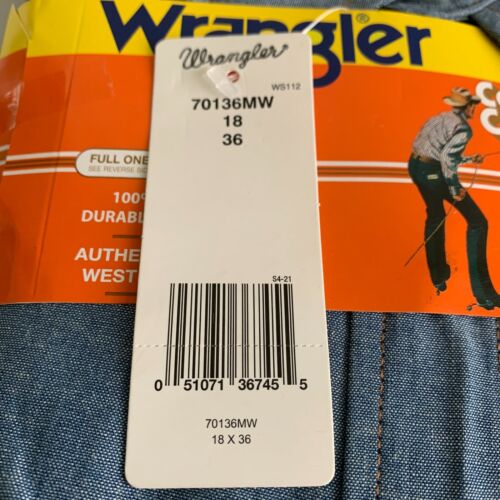 Wrangler®
Wrangler®
WS112
70136MW
18
36
FULL ONE
SEE REVERSE SI
100%
DURABL
AUTHE
WEST
S4-21
0 51071 36745 5
70136MW
18 X 36